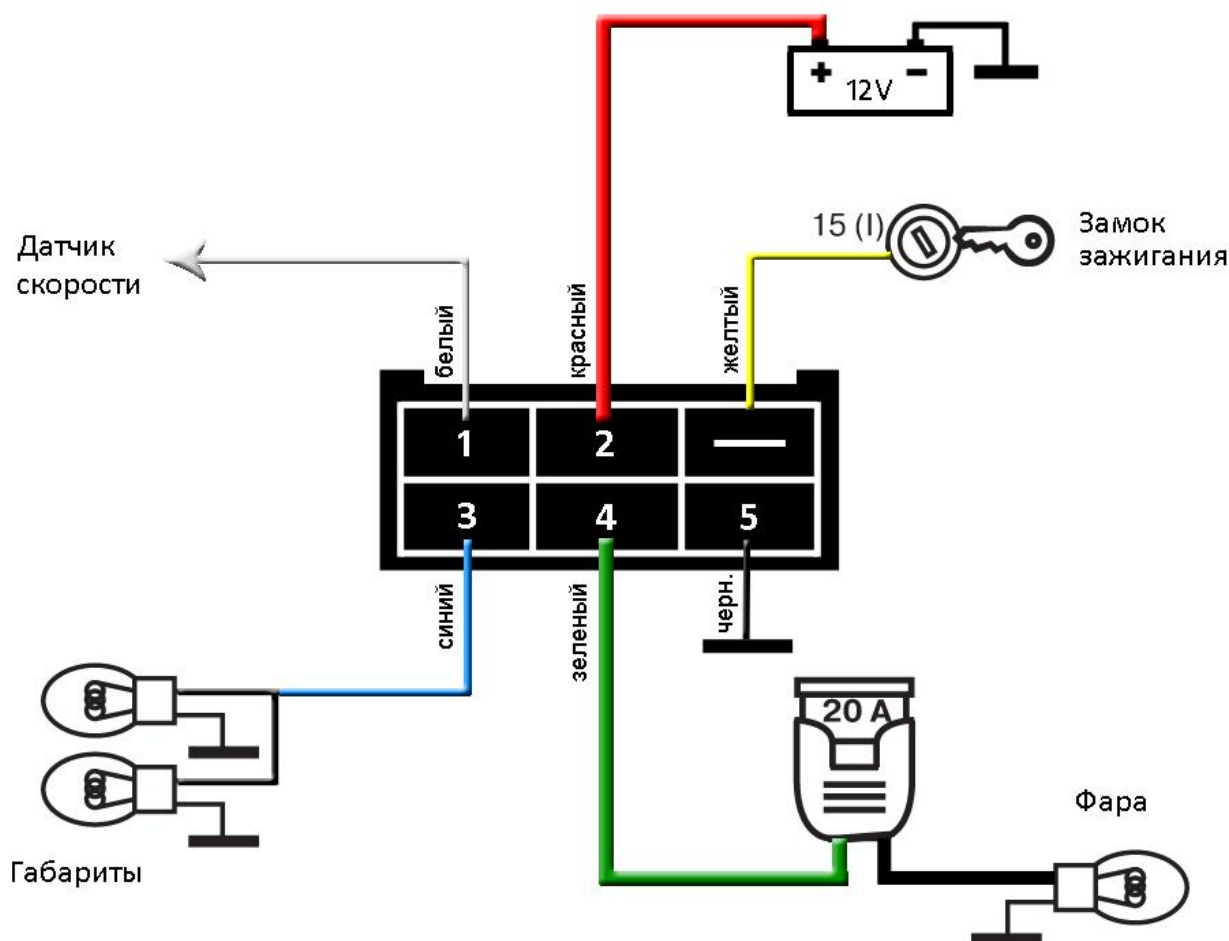 + −
12V
15 (I)
Замок
зажигания
Датчик
скорости
белый
красный
желтый
1
2
3
4
5
синий
зеленый
черн.
20 A
Фара
Габариты